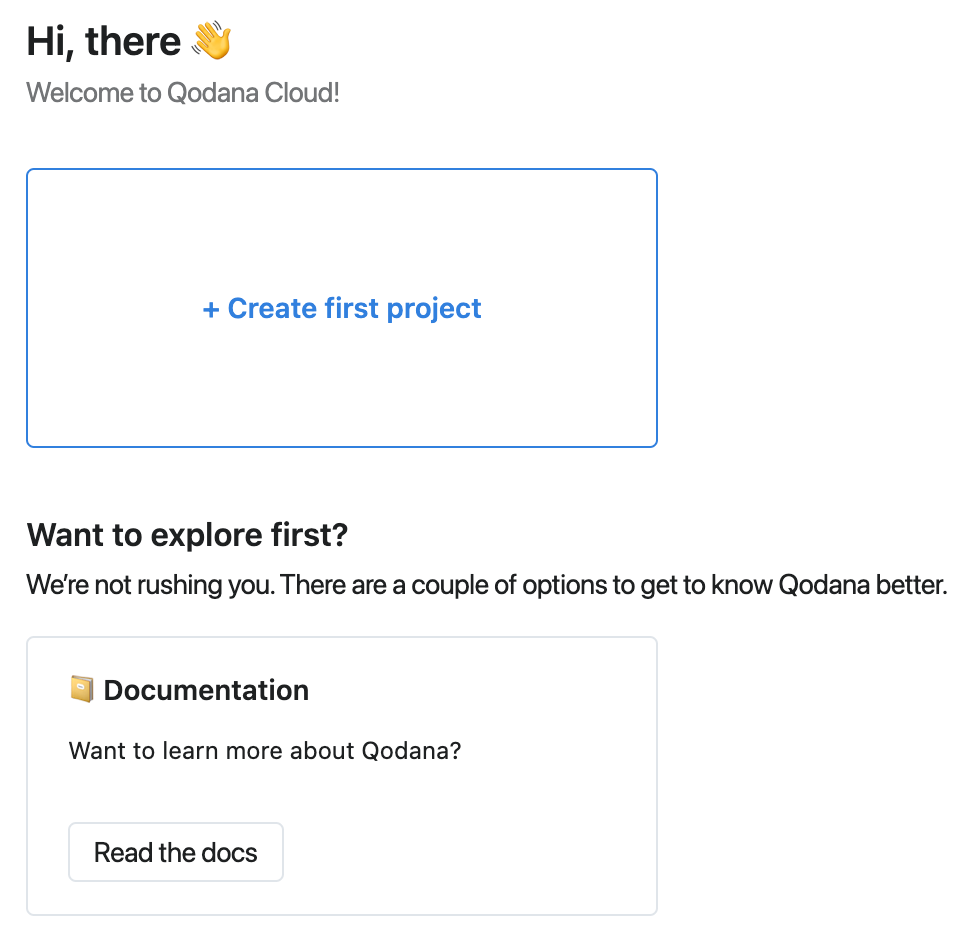 Hi, there 👋
Welcome to Qodana Cloud!
+ Create first project
Want to explore first?
We’re not rushing you. There are a couple of options to get to know Qodana better.
Documentation
Want to learn more about Qodana?
Read the docs